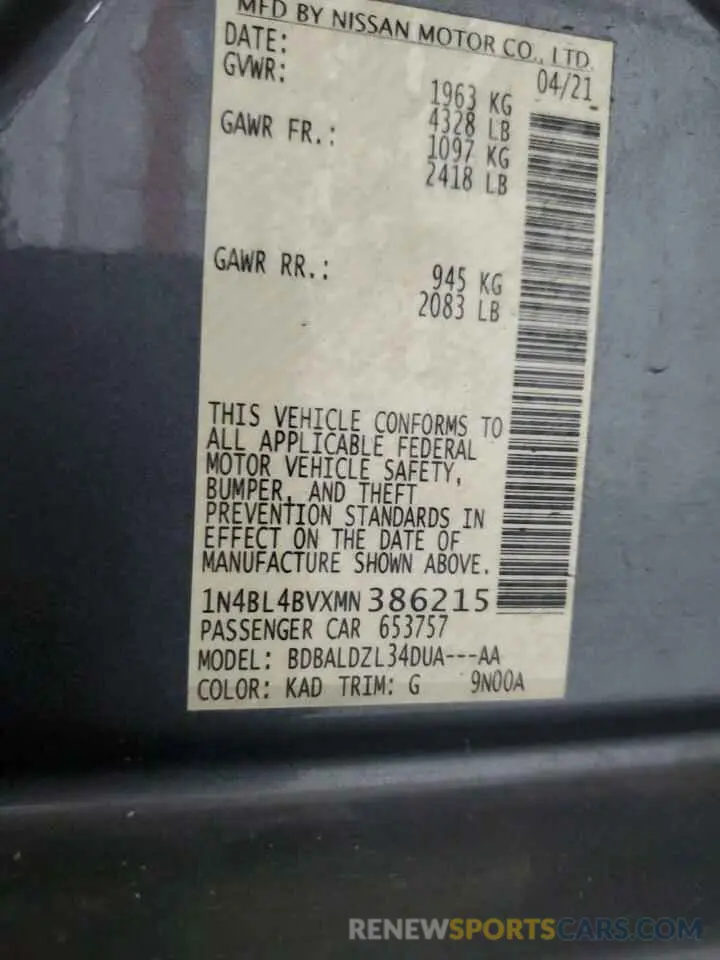 MFD BY NISSAN MOTOR CO., LTD.
DATE: 04/21
GVWR: 1963 KG
4328 LB
GAWR FR.: 1097 KG
2418 LB
GAWR RR.: 945 KG
2083 LB
THIS VEHICLE CONFORMS TO
ALL APPLICABLE FEDERAL
MOTOR VEHICLE SAFETY,
BUMPER, AND THEFT
PREVENTION STANDARDS IN
EFFECT ON THE DATE OF
MANUFACTURE SHOWN ABOVE.
1N4BL4BVXMN386215
PASSENGER CAR 653757
MODEL: BDBALDZL34DUA---AA
COLOR: KAD TRIM: G 9N00A
RENEWSPORTSCARS.COM